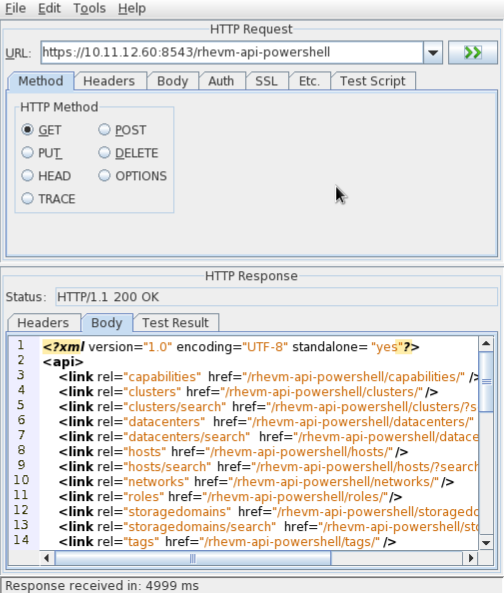 File Edit Tools Help
HTTP Request
URL: https://10.11.12.60:8543/rhevm-api-powershell
Method Headers Body Auth SSL Etc. Test Script
HTTP Method
GET POST
PUT DELETE
HEAD OPTIONS
TRACE
HTTP Response
Status: HTTP/1.1 200 OK
Headers Body Test Result
1 <?xml version="1.0" encoding="UTF-8" standalone= "yes"?>
2 <api>
3 <link rel="capabilities" href="/rhevm-api-powershell/capabilities/" />
4 <link rel="clusters" href="/rhevm-api-powershell/clusters/" />
5 <link rel="clusters/search" href="/rhevm-api-powershell/clusters/?s
6 <link rel="datacenters" href="/rhevm-api-powershell/datacenters/"
7 <link rel="datacenters/search" href="/rhevm-api-powershell/datace
8 <link rel="hosts" href="/rhevm-api-powershell/hosts/" />
9 <link rel="hosts/search" href="/rhevm-api-powershell/hosts/?search
10 <link rel="networks" href="/rhevm-api-powershell/networks/" />
11 <link rel="roles" href="/rhevm-api-powershell/roles/"/>
12 <link rel="storagedomains" href="/rhevm-api-powershell/storagedo
13 <link rel="storagedomains/search" href="/rhevm-api-powershell/sto
14 <link rel="tags" href="/rhevm-api-powershell/tags/" />
Response received in: 4999 ms